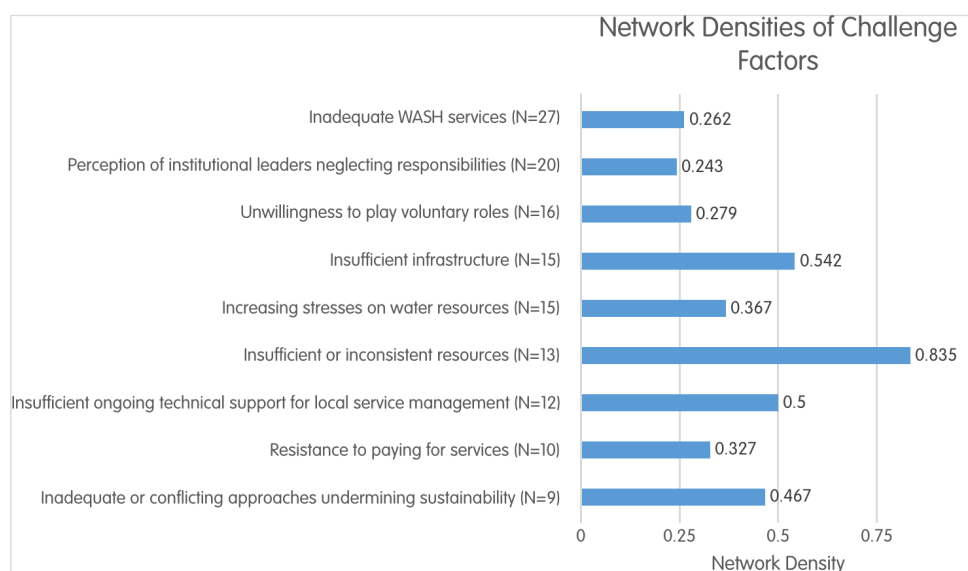 Network Densities of Challenge
Factors
Inadequate WASH services (N=27)
0.262
Perception of institutional leaders neglecting responsibilities (N=20)
0.243
Unwillingness to play voluntary roles (N=16)
0.279
Insufficient infrastructure (N=15)
0.542
Increasing stresses on water resources (N=15)
0.367
Insufficient or inconsistent resources (N=13)
0.835
Insufficient ongoing technical support for local service management (N=12)
0.5
Resistance to paying for services (N=10)
0.327
Inadequate or conflicting approaches undermining sustainability (N=9)
0.467
0 0.25 0.5 0.75
Network Density